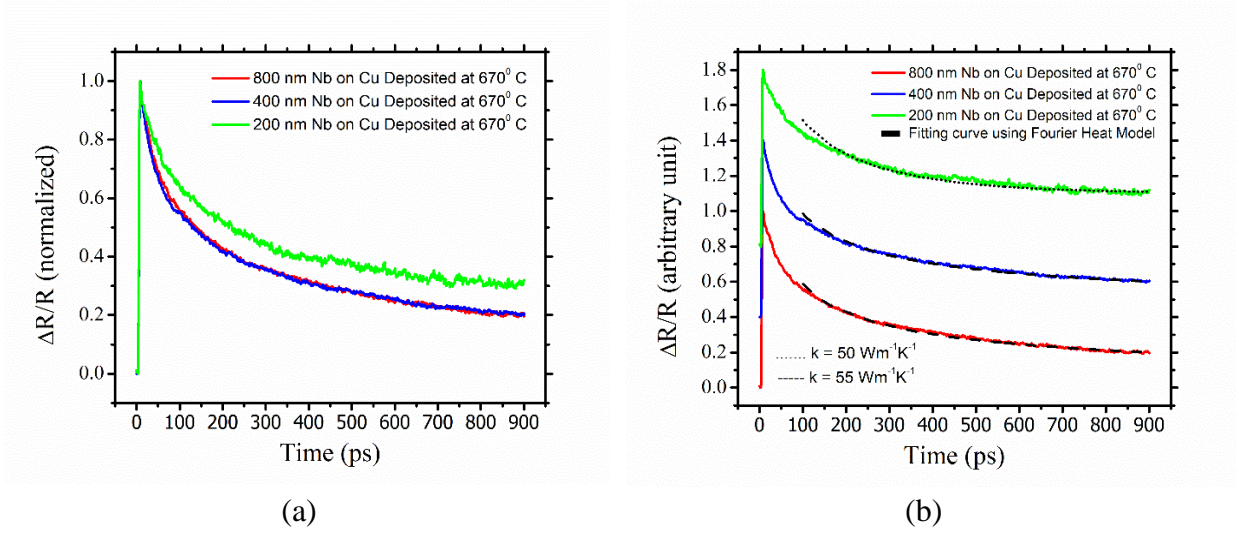 800 nm Nb on Cu Deposited at 670⁰ C
400 nm Nb on Cu Deposited at 670⁰ C
200 nm Nb on Cu Deposited at 670⁰ C
ΔR/R (normalized)
1.0
0.8
0.6
0.4
0.2
0.0
0 100 200 300 400 500 600 700 800 900
Time (ps)
(a)
800 nm Nb on Cu Deposited at 670⁰ C
400 nm Nb on Cu Deposited at 670⁰ C
200 nm Nb on Cu Deposited at 670⁰ C
Fitting curve using Fourier Heat Model
ΔR/R (arbitrary unit)
1.8
1.6
1.4
1.2
1.0
0.8
0.6
0.4
0.2
0.0
k = 50 Wm⁻¹K⁻¹
k = 55 Wm⁻¹K⁻¹
0 100 200 300 400 500 600 700 800 900
Time (ps)
(b)